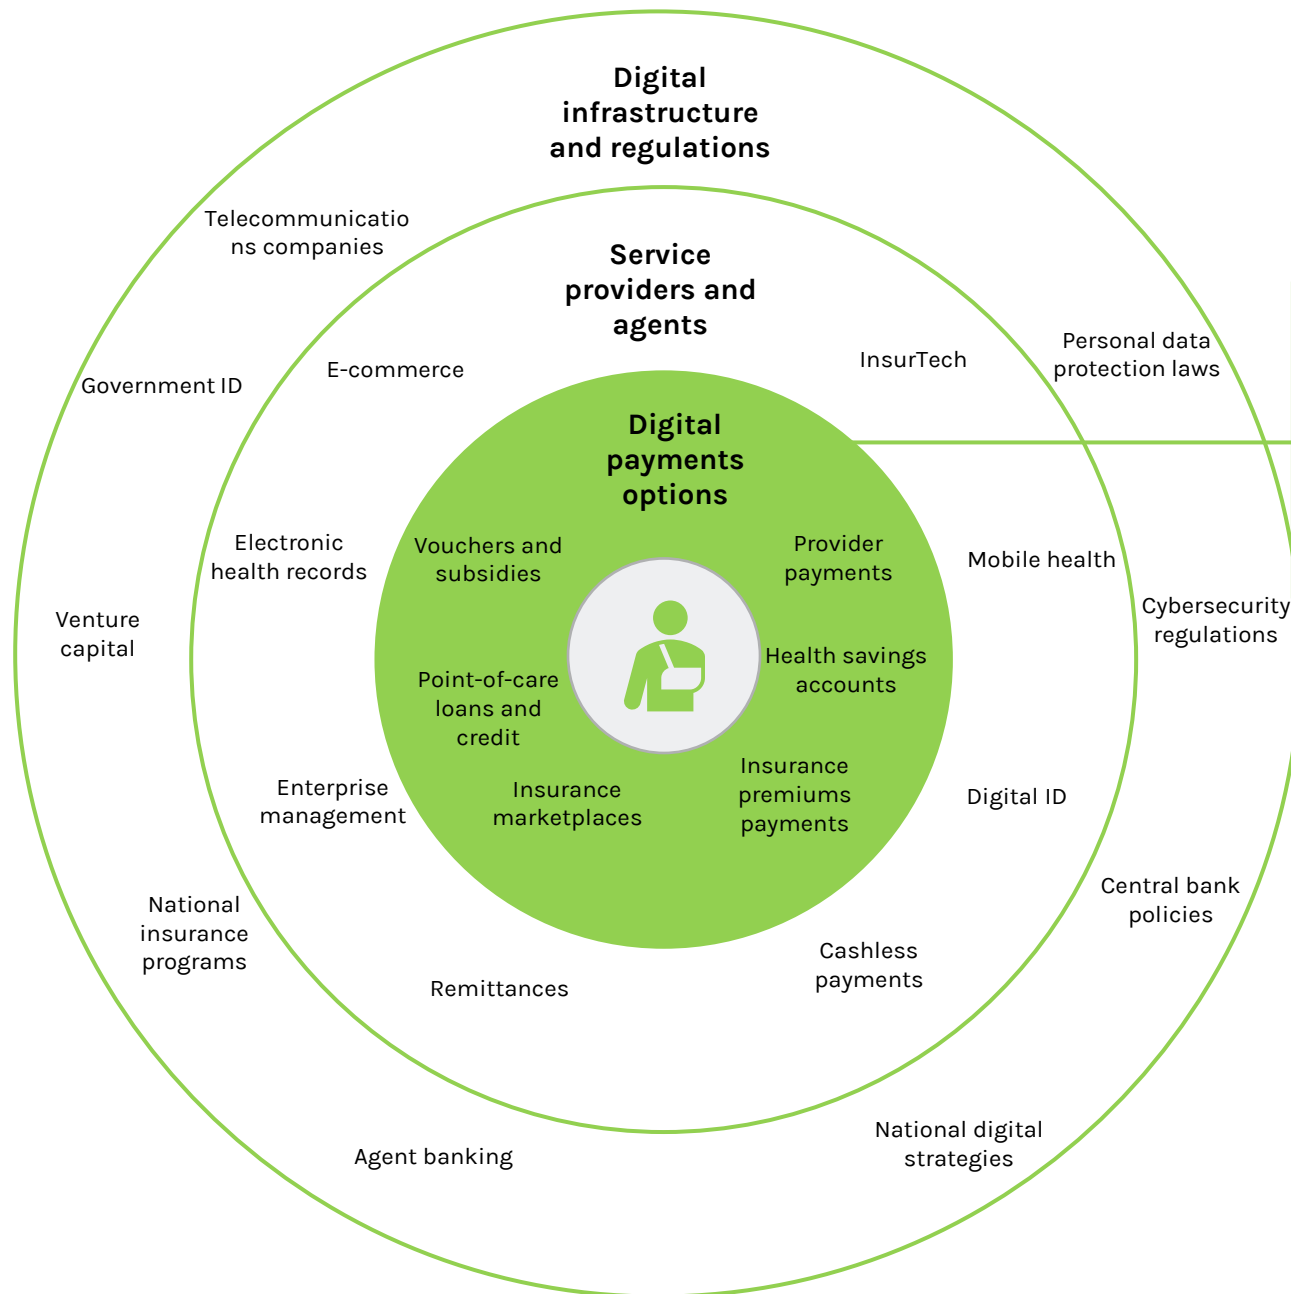 Digital
infrastructure
and regulations
Telecommunicatio
ns companies
Government ID
Venture
capital
National
insurance
programs
Agent banking
National digital
strategies
Central bank
policies
Cybersecurity
regulations
Personal data
protection laws
Service
providers and
agents
E-commerce
Electronic
health records
Enterprise
management
Remittances
Cashless
payments
Digital ID
Mobile health
InsurTech
Digital
payments
options
Vouchers and
subsidies
Point-of-care
loans and
credit
Insurance
marketplaces
Insurance
premiums
payments
Health savings
accounts
Provider
payments